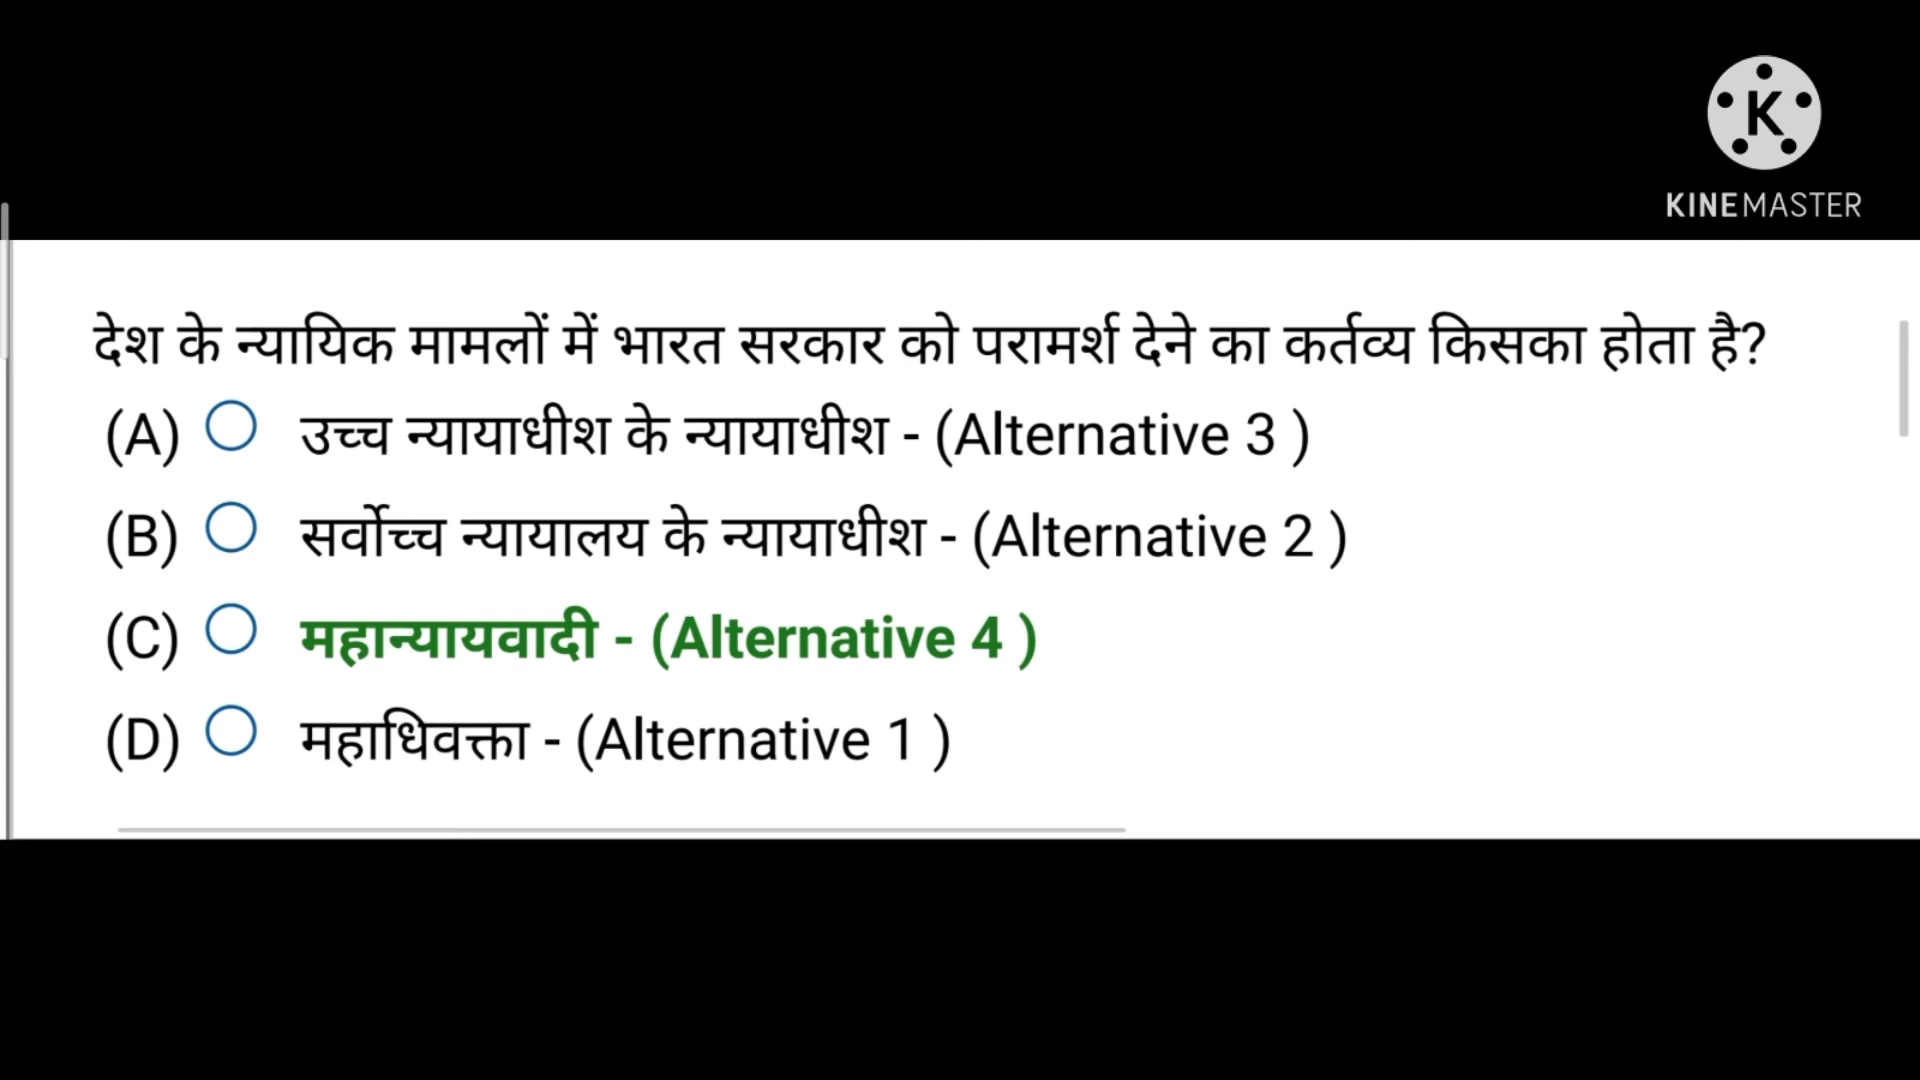 K
KINEMASTER
देश के न्यायिक मामलों में भारत सरकार को परामर्श देने का कर्तव्य किसका होता है?
(A) उच्च न्यायाधीश के न्यायाधीश - (Alternative 3 )
(B) सर्वोच्च न्यायालय के न्यायाधीश - (Alternative 2 )
(C) महान्यायवादी - (Alternative 4 )
(D) महाधिवक्ता - (Alternative 1 )